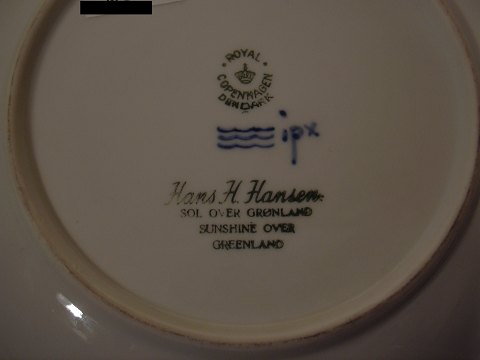 ROYAL
COPENHAGEN
DENMARK
ipx
Hans H. Hansen.
SOL OVER GRØNLAND
SUNSHINE OVER
GREENLAND